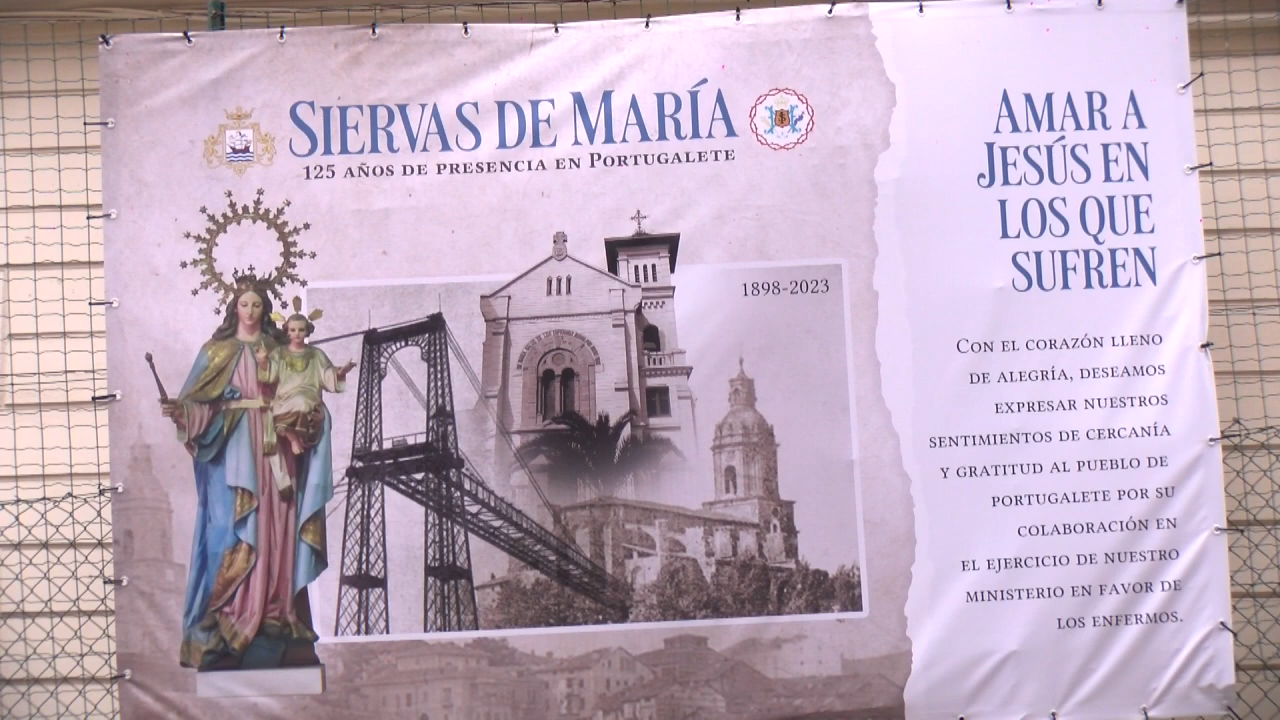 SIERVAS DE MARÍA
125 AÑOS DE PRESENCIA EN PORTUGALETE
1898-2023
AMAR A
JESÚS EN
LOS QUE
SUFREN
CON EL CORAZÓN LLENO
DE ALEGRÍA, DESEAMOS
EXPRESAR NUESTROS
SENTIMIENTOS DE CERCANÍA
Y GRATITUD AL PUEBLO DE
PORTUGALETE POR SU
COLABORACIÓN EN
EL EJERCICIO DE NUESTRO
MINISTERIO EN FAVOR DE
LOS ENFERMOS.